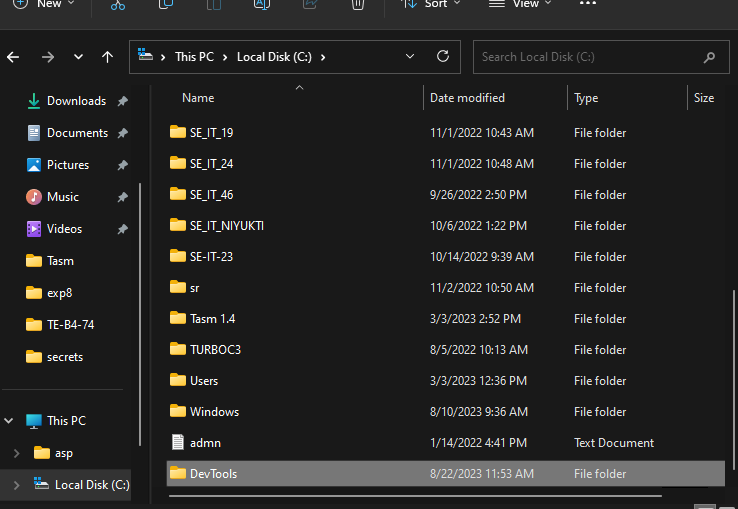 New
Sort
View
This PC
Local Disk (C:)
Search Local Disk (C:)
Downloads
Documents
Pictures
Music
Videos
Tasm
exp8
TE-B4-74
secrets
This PC
asp
Local Disk (C:)
Name Date modified Type Size
SE_IT_19 11/1/2022 10:43 AM File folder
SE_IT_24 11/1/2022 10:48 AM File folder
SE_IT_46 9/26/2022 2:50 PM File folder
SE_IT_NIYUKTI 10/6/2022 1:22 PM File folder
SE-IT-23 10/14/2022 9:39 AM File folder
sr 11/2/2022 10:50 AM File folder
Tasm 1.4 3/3/2023 2:52 PM File folder
TURBOC3 8/5/2022 10:13 AM File folder
Users 3/3/2023 12:36 PM File folder
Windows 8/10/2023 9:36 AM File folder
admn 1/14/2022 4:41 PM Text Document
DevTools 8/22/2023 11:53 AM File folder